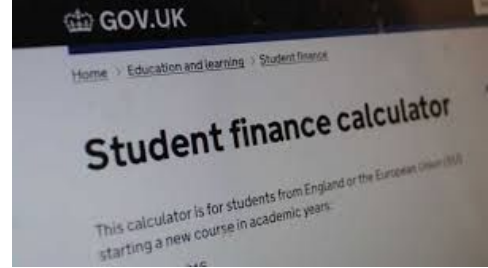 GOV.UK
Home > Education and learning > Student finance
Student finance calculator
This calculator is for students from England or the European Union (EU)
starting a new course in academic years: